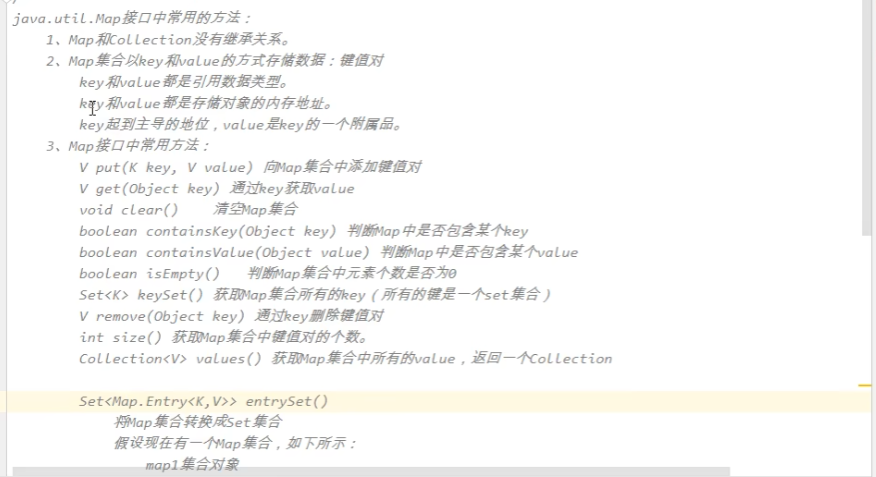 java.util.Map接口中常用的方法：
1、Map和Collection没有继承关系。
2、Map集合以key和value的方式存储数据：键值对
key和value都是引用数据类型。
key和value都是存储对象的内存地址。
key起到主导的地位，value是key的一个附属品。
3、Map接口中常用方法：
V put(K key, V value) 向Map集合中添加键值对
V get(Object key) 通过key获取value
void clear() 清空Map集合
boolean containsKey(Object key) 判断Map中是否包含某个key
boolean containsValue(Object value) 判断Map中是否包含某个value
boolean isEmpty() 判断Map集合中元素个数是否为0
Set<K> keySet() 获取Map集合所有的key（所有的键是一个set集合）
V remove(Object key) 通过key删除键值对
int size() 获取Map集合中键值对的个数。
Collection<V> values() 获取Map集合中所有的value，返回一个Collection
Set<Map.Entry<K,V>> entrySet()
将Map集合转换成Set集合
假设现在有一个Map集合，如下所示：
map1集合对象